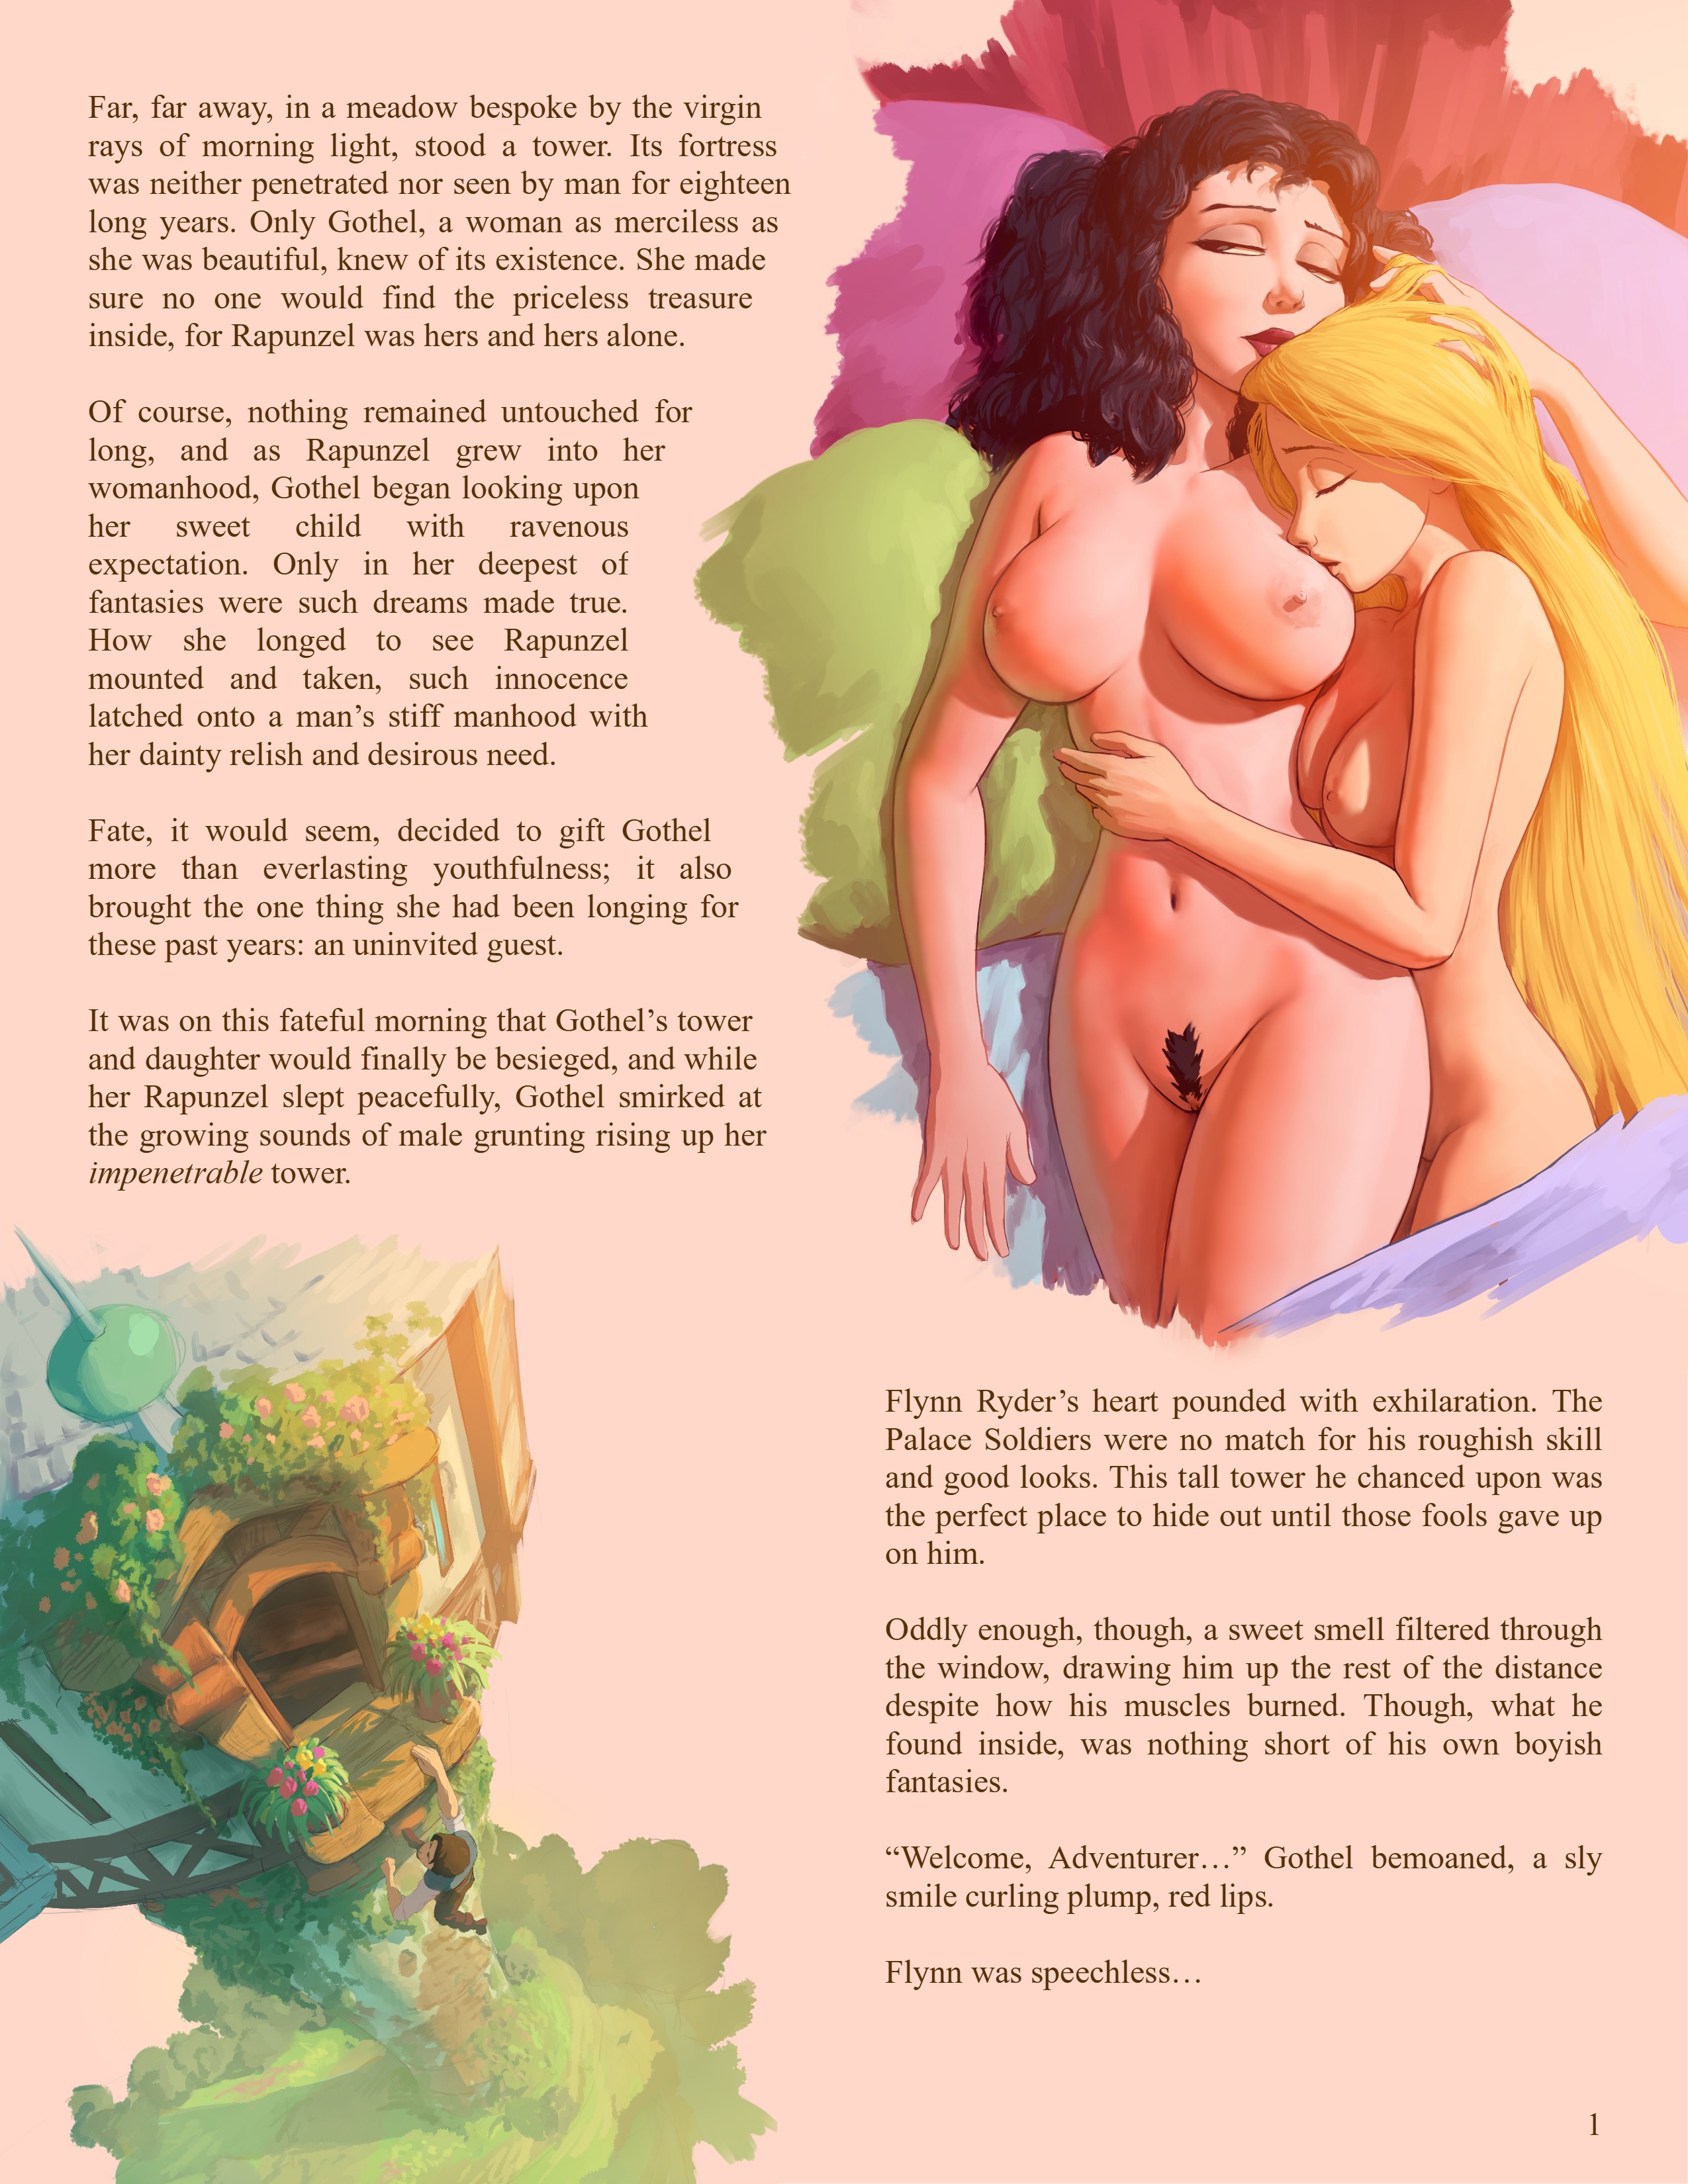 Far, far away, in a meadow bespoke by the virgin
rays of morning light, stood a tower. Its fortress
was neither penetrated nor seen by man for eighteen
long years. Only Gothel, a woman as merciless as
she was beautiful, knew of its existence. She made
sure no one would find the priceless treasure
inside, for Rapunzel was hers and hers alone.
Of course, nothing remained untouched for
long, and as Rapunzel grew into her
womanhood, Gothel began looking upon
her sweet child with ravenous
expectation. Only in her deepest of
fantasies were such dreams made true.
How she longed to see Rapunzel
mounted and taken, such innocence
latched onto a man’s stiff manhood with
her dainty relish and desirous need.
Fate, it would seem, decided to gift Gothel
more than everlasting youthfulness; it also
brought the one thing she had been longing for
these past years: an uninvited guest.
It was on this fateful morning that Gothel’s tower
and daughter would finally be besieged, and while
her Rapunzel slept peacefully, Gothel smirked at
the growing sounds of male grunting rising up her
impenetrable tower.
Flynn Ryder’s heart pounded with exhilaration. The
Palace Soldiers were no match for his roughish skill
and good looks. This tall tower he chanced upon was
the perfect place to hide out until those fools gave up
on him.
Oddly enough, though, a sweet smell filtered through
the window, drawing him up the rest of the distance
despite how his muscles burned. Though, what he
found inside, was nothing short of his own boyish
fantasies.
“Welcome, Adventurer…” Gothel bemoaned, a sly
smile curling plump, red lips.
Flynn was speechless…
1